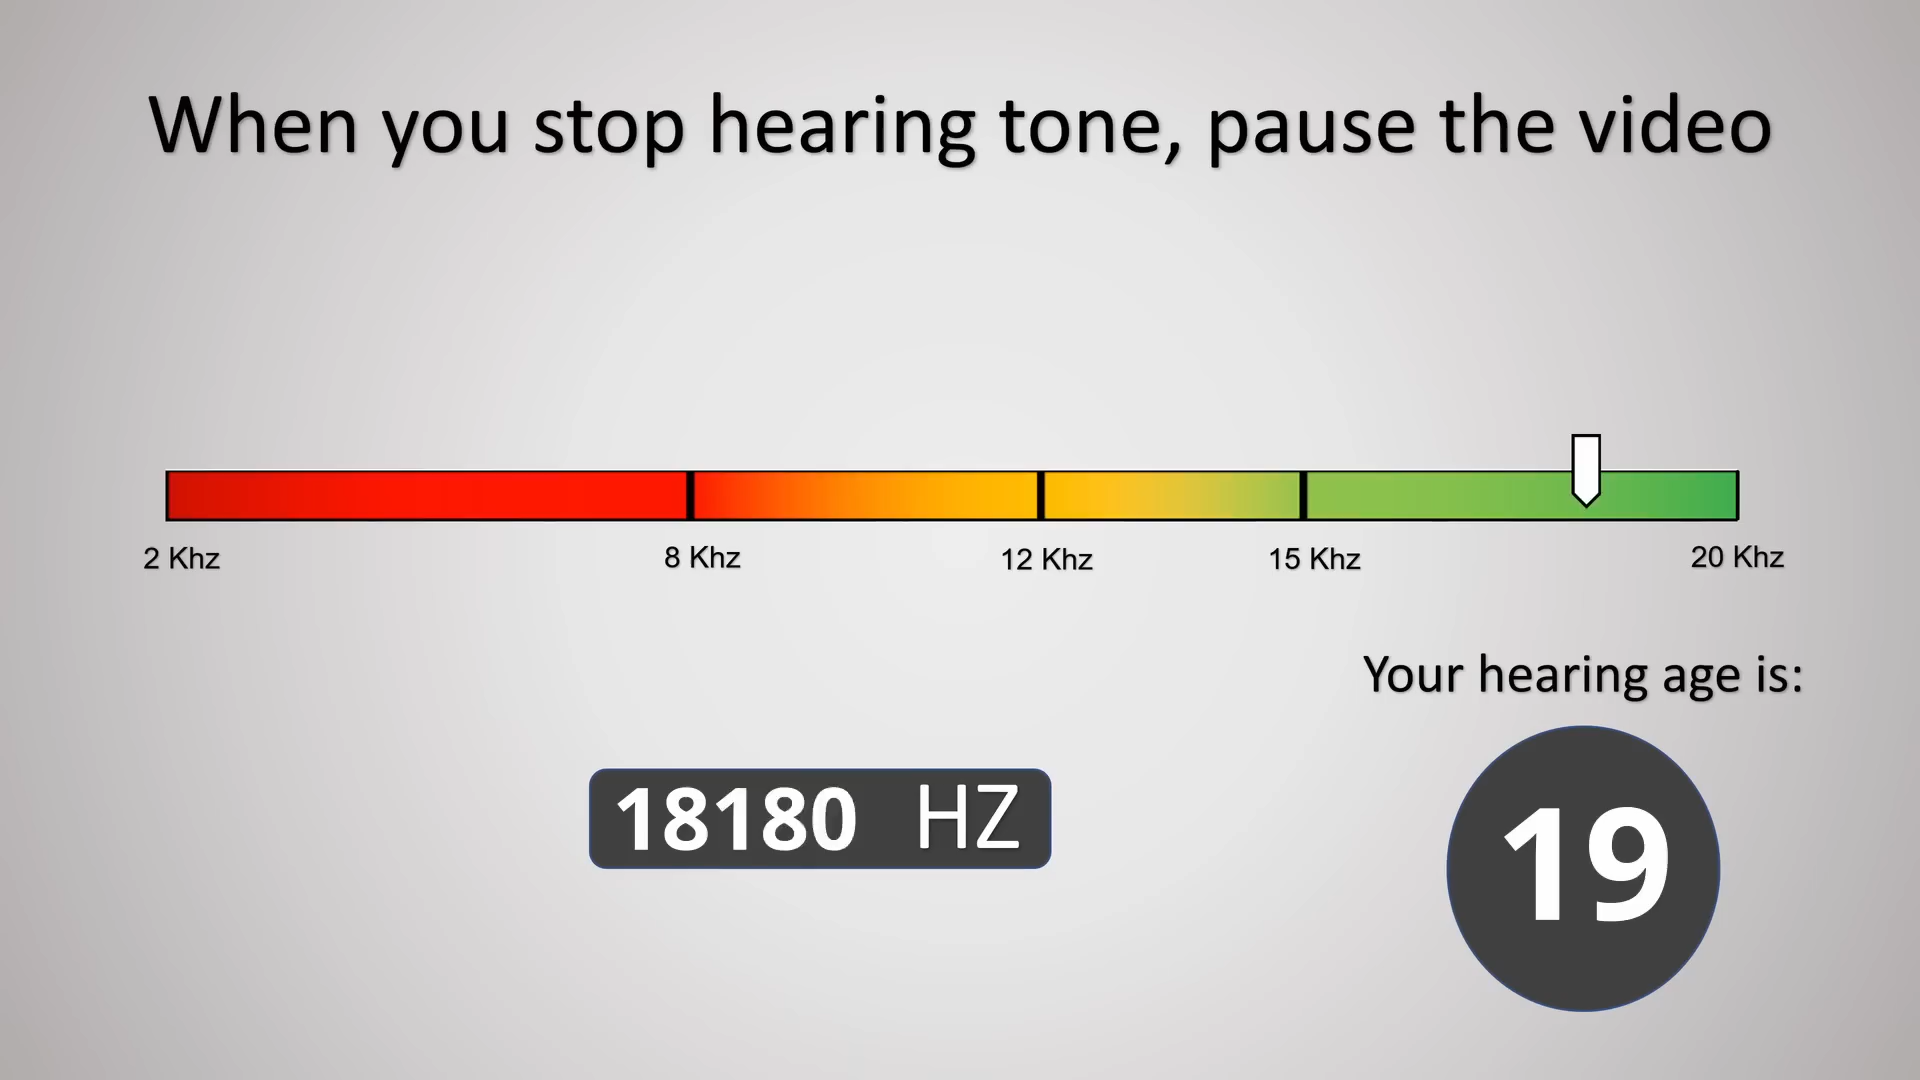 When you stop hearing tone, pause the video
2 Khz
8 Khz
12 Khz
15 Khz
20 Khz
Your hearing age is:
18180 HZ
19